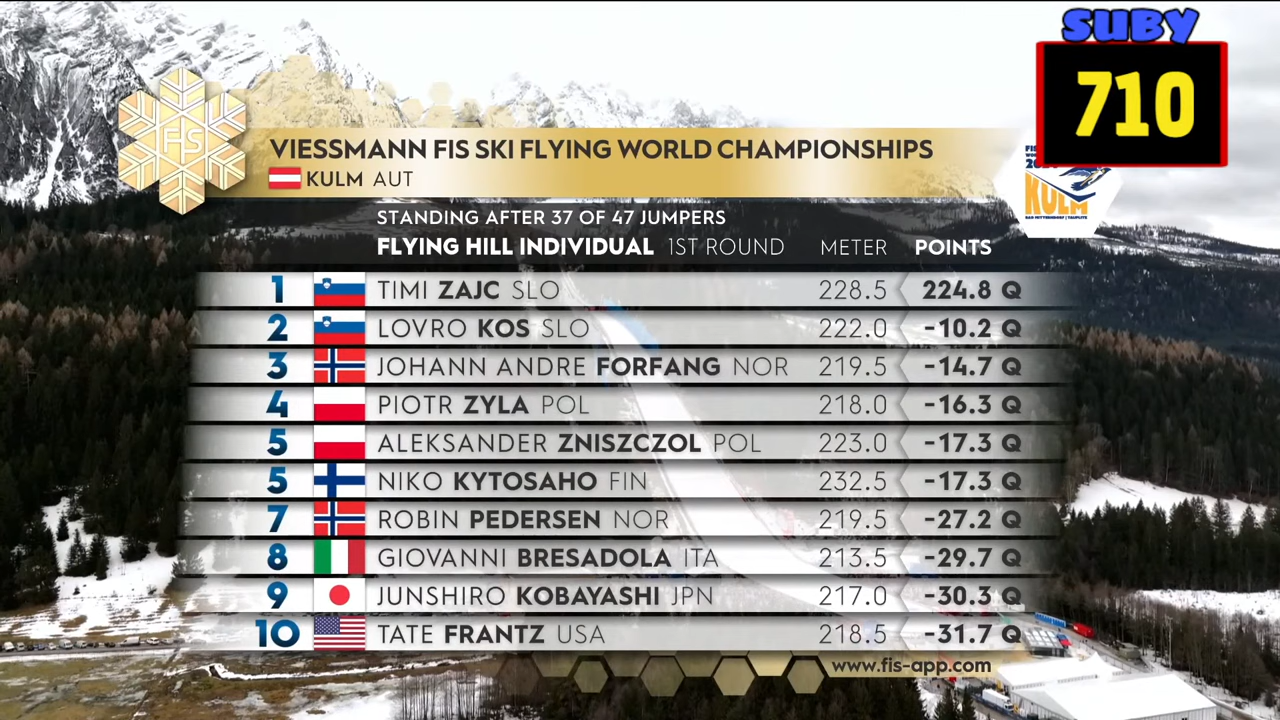 SUBY
710
FIS
VIESSMANN FIS SKI FLYING WORLD CHAMPIONSHIPS
KULM AUT
KULM
BAD MITTERNDORF | TAUPLITZ
STANDING AFTER 37 OF 47 JUMPERS
FLYING HILL INDIVIDUAL 1ST ROUND METER POINTS
1 TIMI ZAJC SLO 228.5 224.8 Q
2 LOVRO KOS SLO 222.0 -10.2 Q
3 JOHANN ANDRE FORFANG NOR 219.5 -14.7 Q
4 PIOTR ZYLA POL 218.0 -16.3 Q
5 ALEKSANDER ZNISZCZOL POL 223.0 -17.3 Q
5 NIKO KYTOSAHO FIN 232.5 -17.3 Q
7 ROBIN PEDERSEN NOR 219.5 -27.2 Q
8 GIOVANNI BRESADOLA ITA 213.5 -29.7 Q
9 JUNSHIRO KOBAYASHI JPN 217.0 -30.3 Q
10 TATE FRANTZ USA 218.5 -31.7 Q
www.fis-app.com